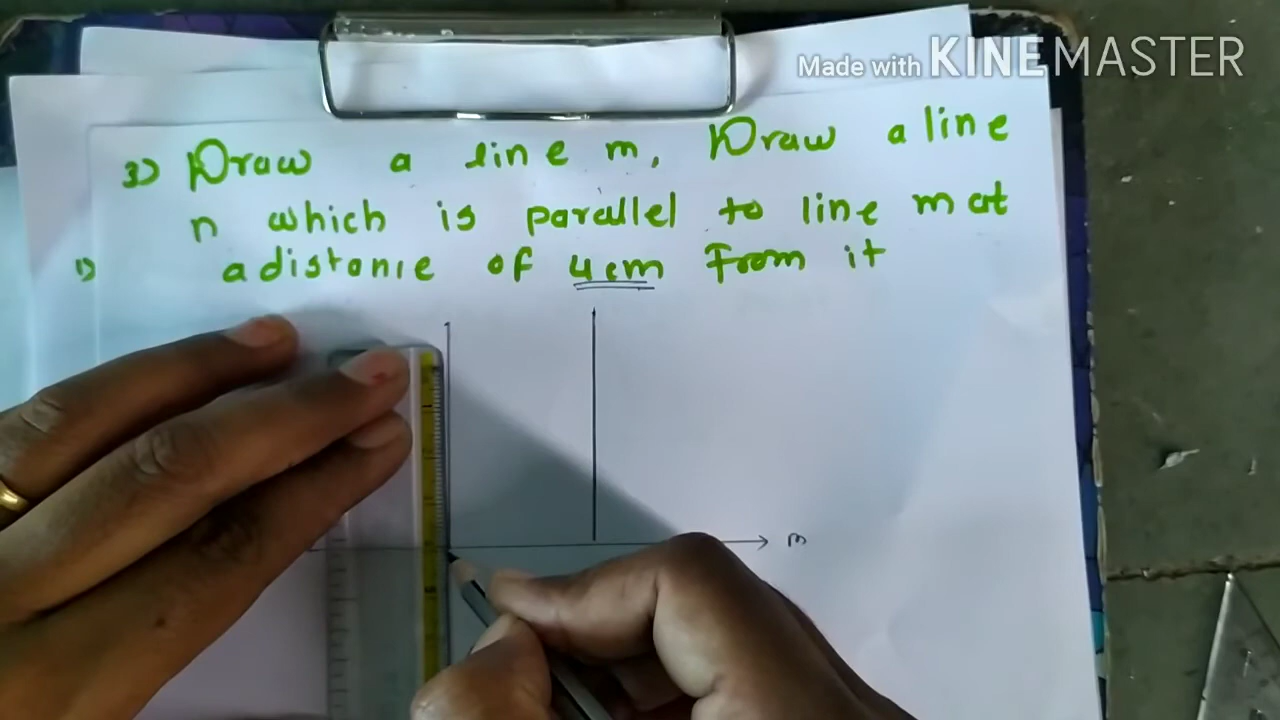 Made with KINEMASTER
3) Draw a line m, Draw a line
n which is parallel to line m at
1) a distance of 4cm From it
m